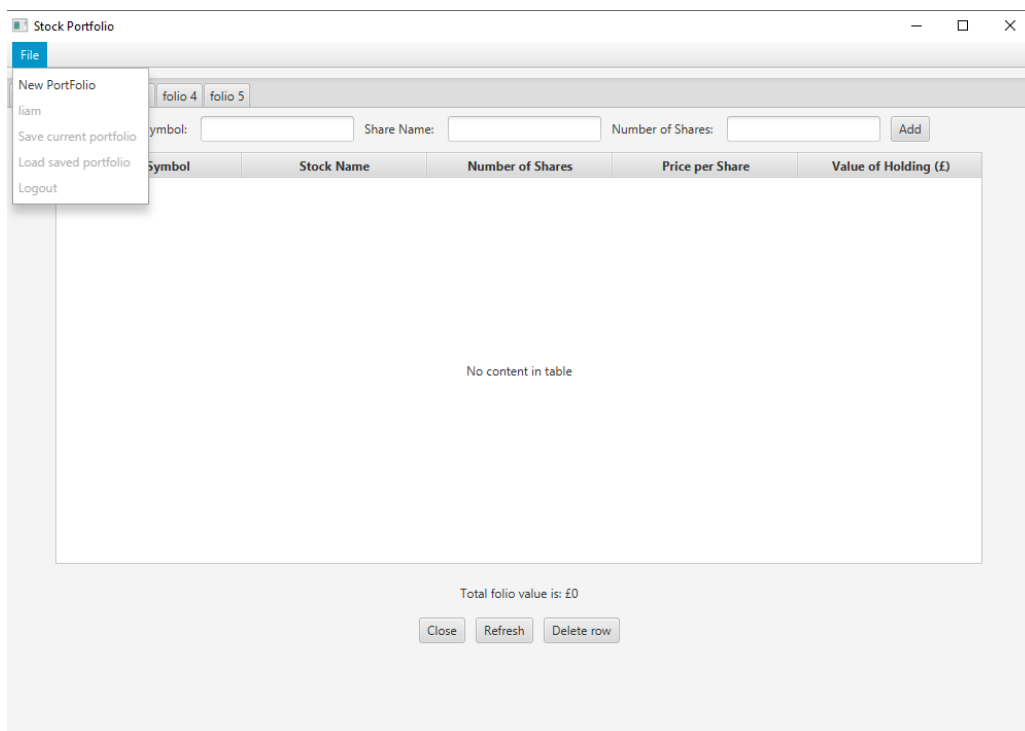 Stock Portfolio
File
New PortFolio
liam
Save current portfolio
Load saved portfolio
Logout
folio 4 folio 5
ymbol: Share Name: Number of Shares: Add
Symbol Stock Name Number of Shares Price per Share Value of Holding (£)
No content in table
Total folio value is: £0
Close Refresh Delete row